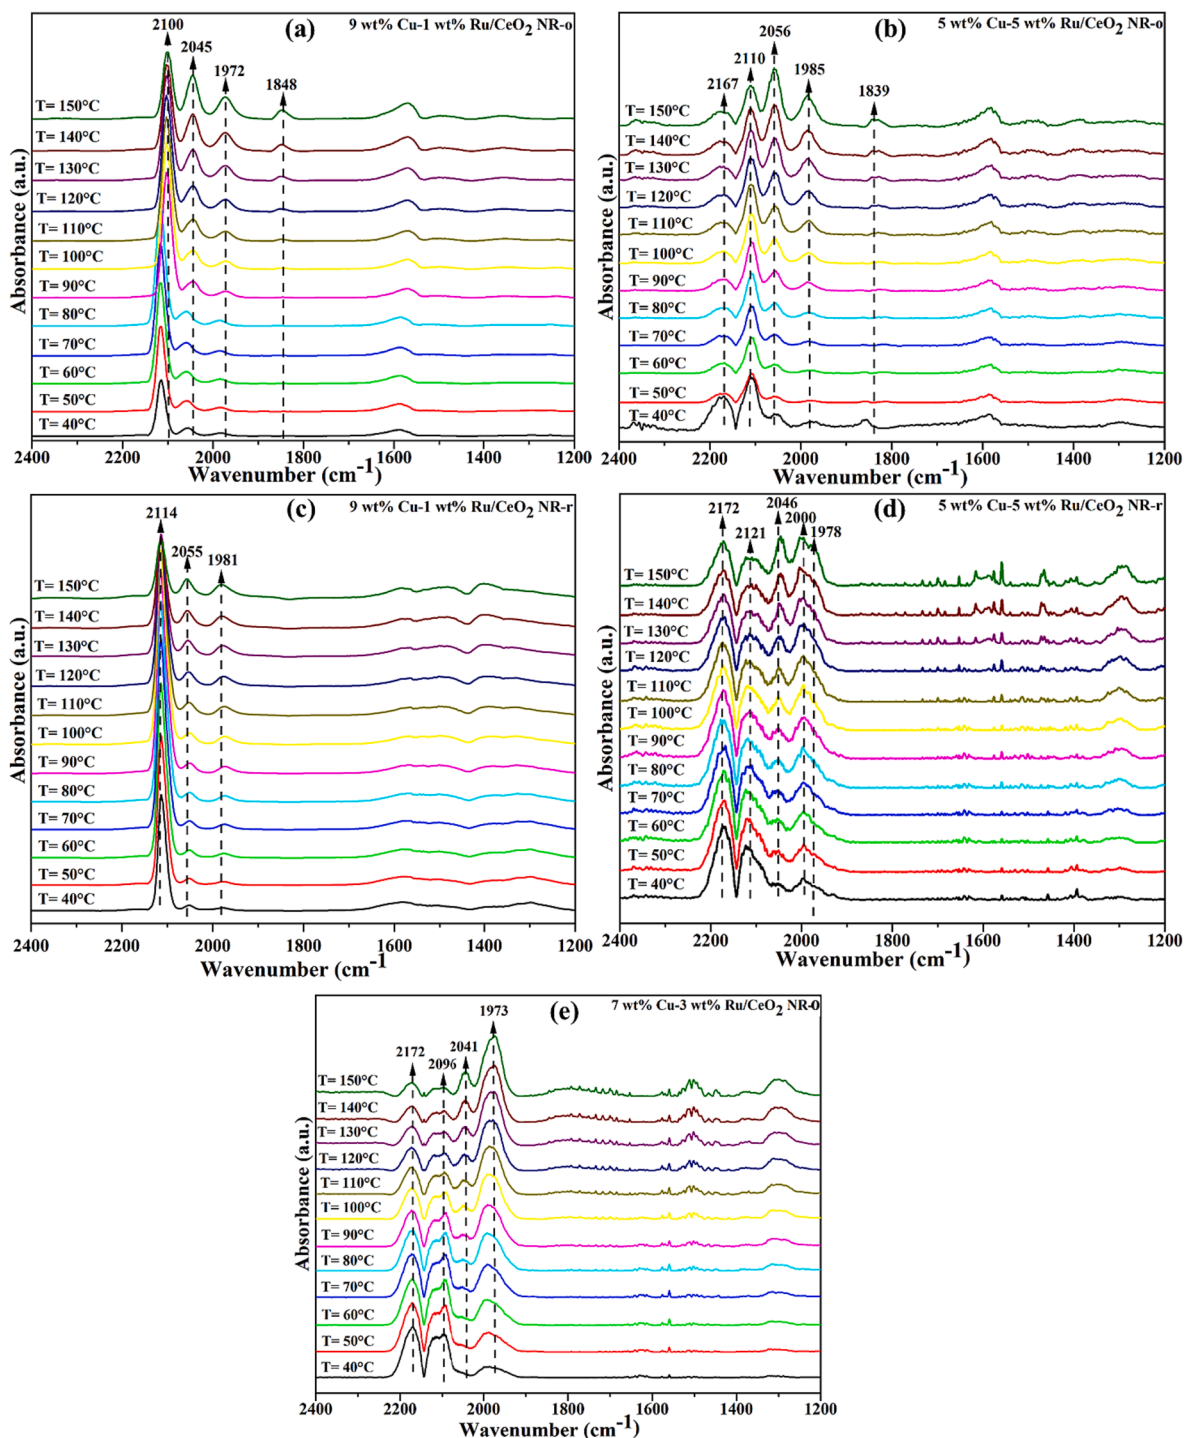 (a)
9 wt% Cu-1 wt% Ru/CeO2 NR-o
2100
2045
1972
1848
T= 150°C
T= 140°C
T= 130°C
T= 120°C
T= 110°C
T= 100°C
T= 90°C
T= 80°C
T= 70°C
T= 60°C
T= 50°C
T= 40°C
Absorbance (a.u.)
2400 2200 2000 1800 1600 1400 1200
Wavenumber (cm-1)
(b)
5 wt% Cu-5 wt% Ru/CeO2 NR-o
2167
2110
2056
1985
1839
T= 150°C
T= 140°C
T= 130°C
T= 120°C
T= 110°C
T= 100°C
T= 90°C
T= 80°C
T= 70°C
T= 60°C
T= 50°C
T= 40°C
Absorbance (a.u.)
2400 2200 2000 1800 1600 1400 1200
Wavenumber (cm-1)
(c)
9 wt% Cu-1 wt% Ru/CeO2 NR-r
2114
2055
1981
T= 150°C
T= 140°C
T= 130°C
T= 120°C
T= 110°C
T= 100°C
T= 90°C
T= 80°C
T= 70°C
T= 60°C
T= 50°C
T= 40°C
Absorbance (a.u.)
2400 2200 2000 1800 1600 1400 1200
Wavenumber (cm-1)
(d)
5 wt% Cu-5 wt% Ru/CeO2 NR-r
2172
2121
2046
2000
1978
T= 150°C
T= 140°C
T= 130°C
T= 120°C
T= 110°C
T= 100°C
T= 90°C
T= 80°C
T= 70°C
T= 60°C
T= 50°C
T= 40°C
Absorbance (a.u.)
2400 2200 2000 1800 1600 1400 1200
Wavenumber (cm-1)
(e)
7 wt% Cu-3 wt% Ru/CeO2 NR-o
2172
2096
2041
1973
T= 150°C
T= 140°C
T= 130°C
T= 120°C
T= 110°C
T= 100°C
T= 90°C
T= 80°C
T= 70°C
T= 60°C
T= 50°C
T= 40°C
Absorbance (a.u.)
2400 2200 2000 1800 1600 1400 1200
Wavenumber (cm-1)